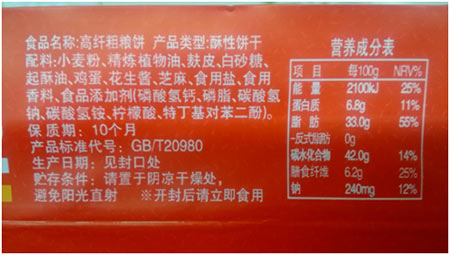 食品名称:高纤粗粮饼 产品类型:酥性饼干
配料:小麦粉、精炼植物油、麸皮、白砂糖、
起酥油、鸡蛋、花生酱、芝麻、食用盐、食用
香料、食品添加剂(磷酸氢钙、磷脂、碳酸氢
钠、碳酸氢铵、柠檬酸、特丁基对苯二酚)。
保质期:10个月
产品标准代号:GB/T20980
生产日期:见封口处
贮存条件:请置于阴凉干燥处,
避免阳光直射 ※开封后请立即食用
营养成分表
项 目 每100g NRV%
能 量 2100kJ 25%
蛋白质 6.8g 11%
脂 肪 33.0g 55%
-反式脂肪 0g
碳水化合物 42.0g 14%
膳食纤维 6.2g 25%
钠 240mg 12%